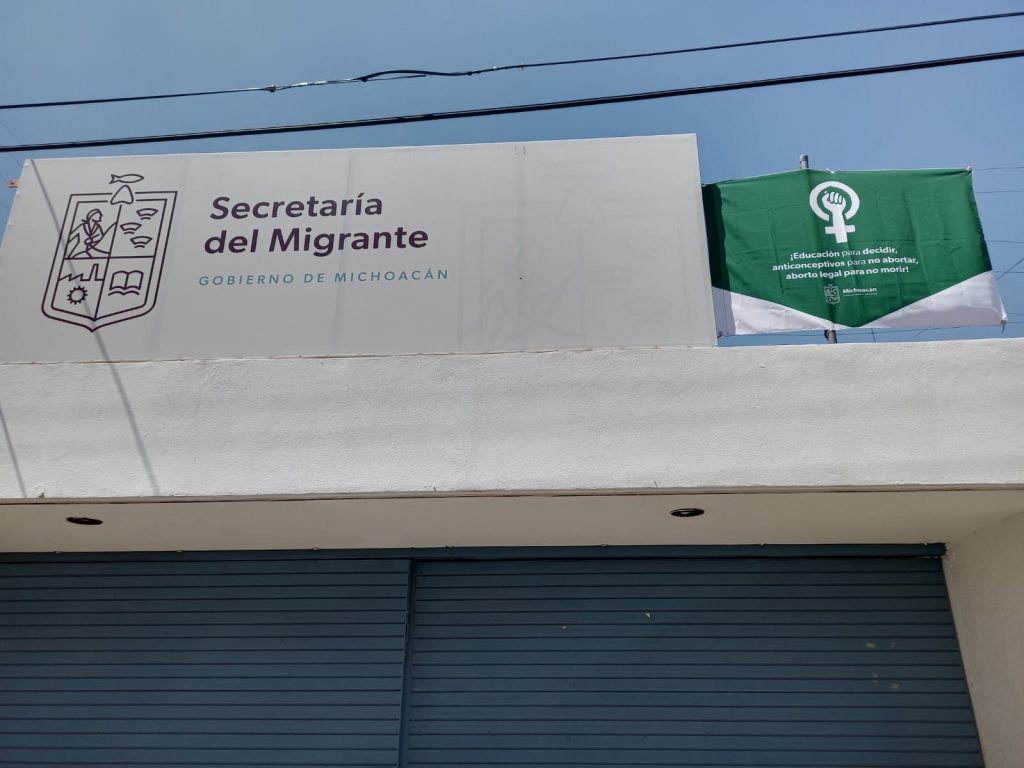 Secretaría
del Migrante
GOBIERNO DE MICHOACÁN
¡Educación para decidir,
anticonceptivos para no abortar,
aborto legal para no morir!
Michoacán